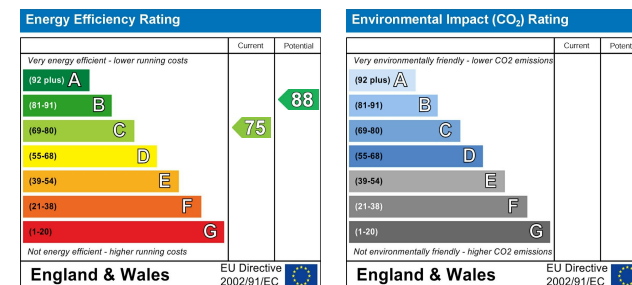 Energy Efficiency Rating
Current Potential
Very energy efficient - lower running costs
(92 plus) A
(81-91) B
88
(69-80) C
75
(55-68) D
(39-54) E
(21-38) F
(1-20) G
Not energy efficient - higher running costs
England & Wales
EU Directive
2002/91/EC
Environmental Impact (CO₂) Rating
Current Potent
Very environmentally friendly - lower CO2 emissions
(92 plus) A
(81-91) B
(69-80) C
(55-68) D
(39-54) E
(21-38) F
(1-20) G
Not environmentally friendly - higher CO2 emissions
England & Wales
EU Directive
2002/91/EC